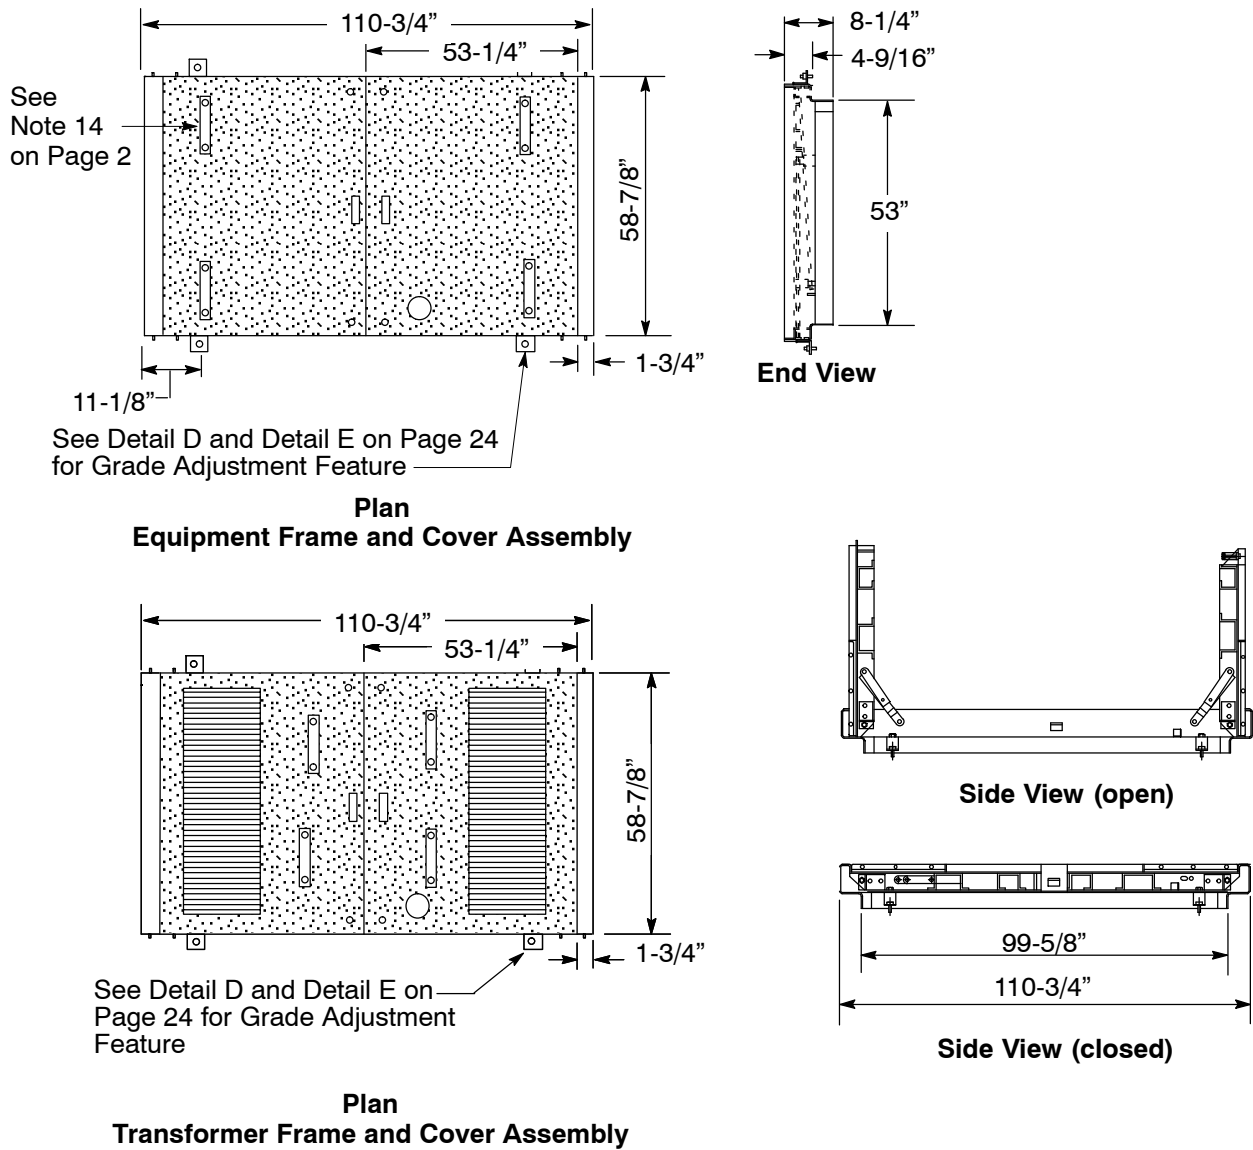 110-3/4”
53-1/4”
See
Note 14
on Page 2
58-7/8”
1-3/4”
11-1/8”
See Detail D and Detail E on Page 24
for Grade Adjustment Feature
Plan
Equipment Frame and Cover Assembly
8-1/4”
4-9/16”
53”
End View
110-3/4”
53-1/4”
58-7/8”
1-3/4”
See Detail D and Detail E on
Page 24 for Grade Adjustment
Feature
Plan
Transformer Frame and Cover Assembly
Side View (open)
99-5/8”
110-3/4”
Side View (closed)